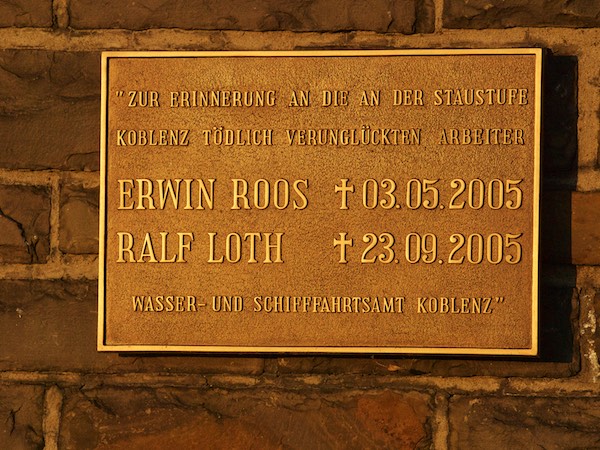 "ZUR ERINNERUNG AN DIE AN DER STAUSTUFE
KOBLENZ TÖDLICH VERUNGLÜCKTEN ARBEITER
ERWIN ROOS ✝ 03.05.2005
RALF LOTH ✝ 23.09.2005
WASSER- UND SCHIFFFAHRTSAMT KOBLENZ"